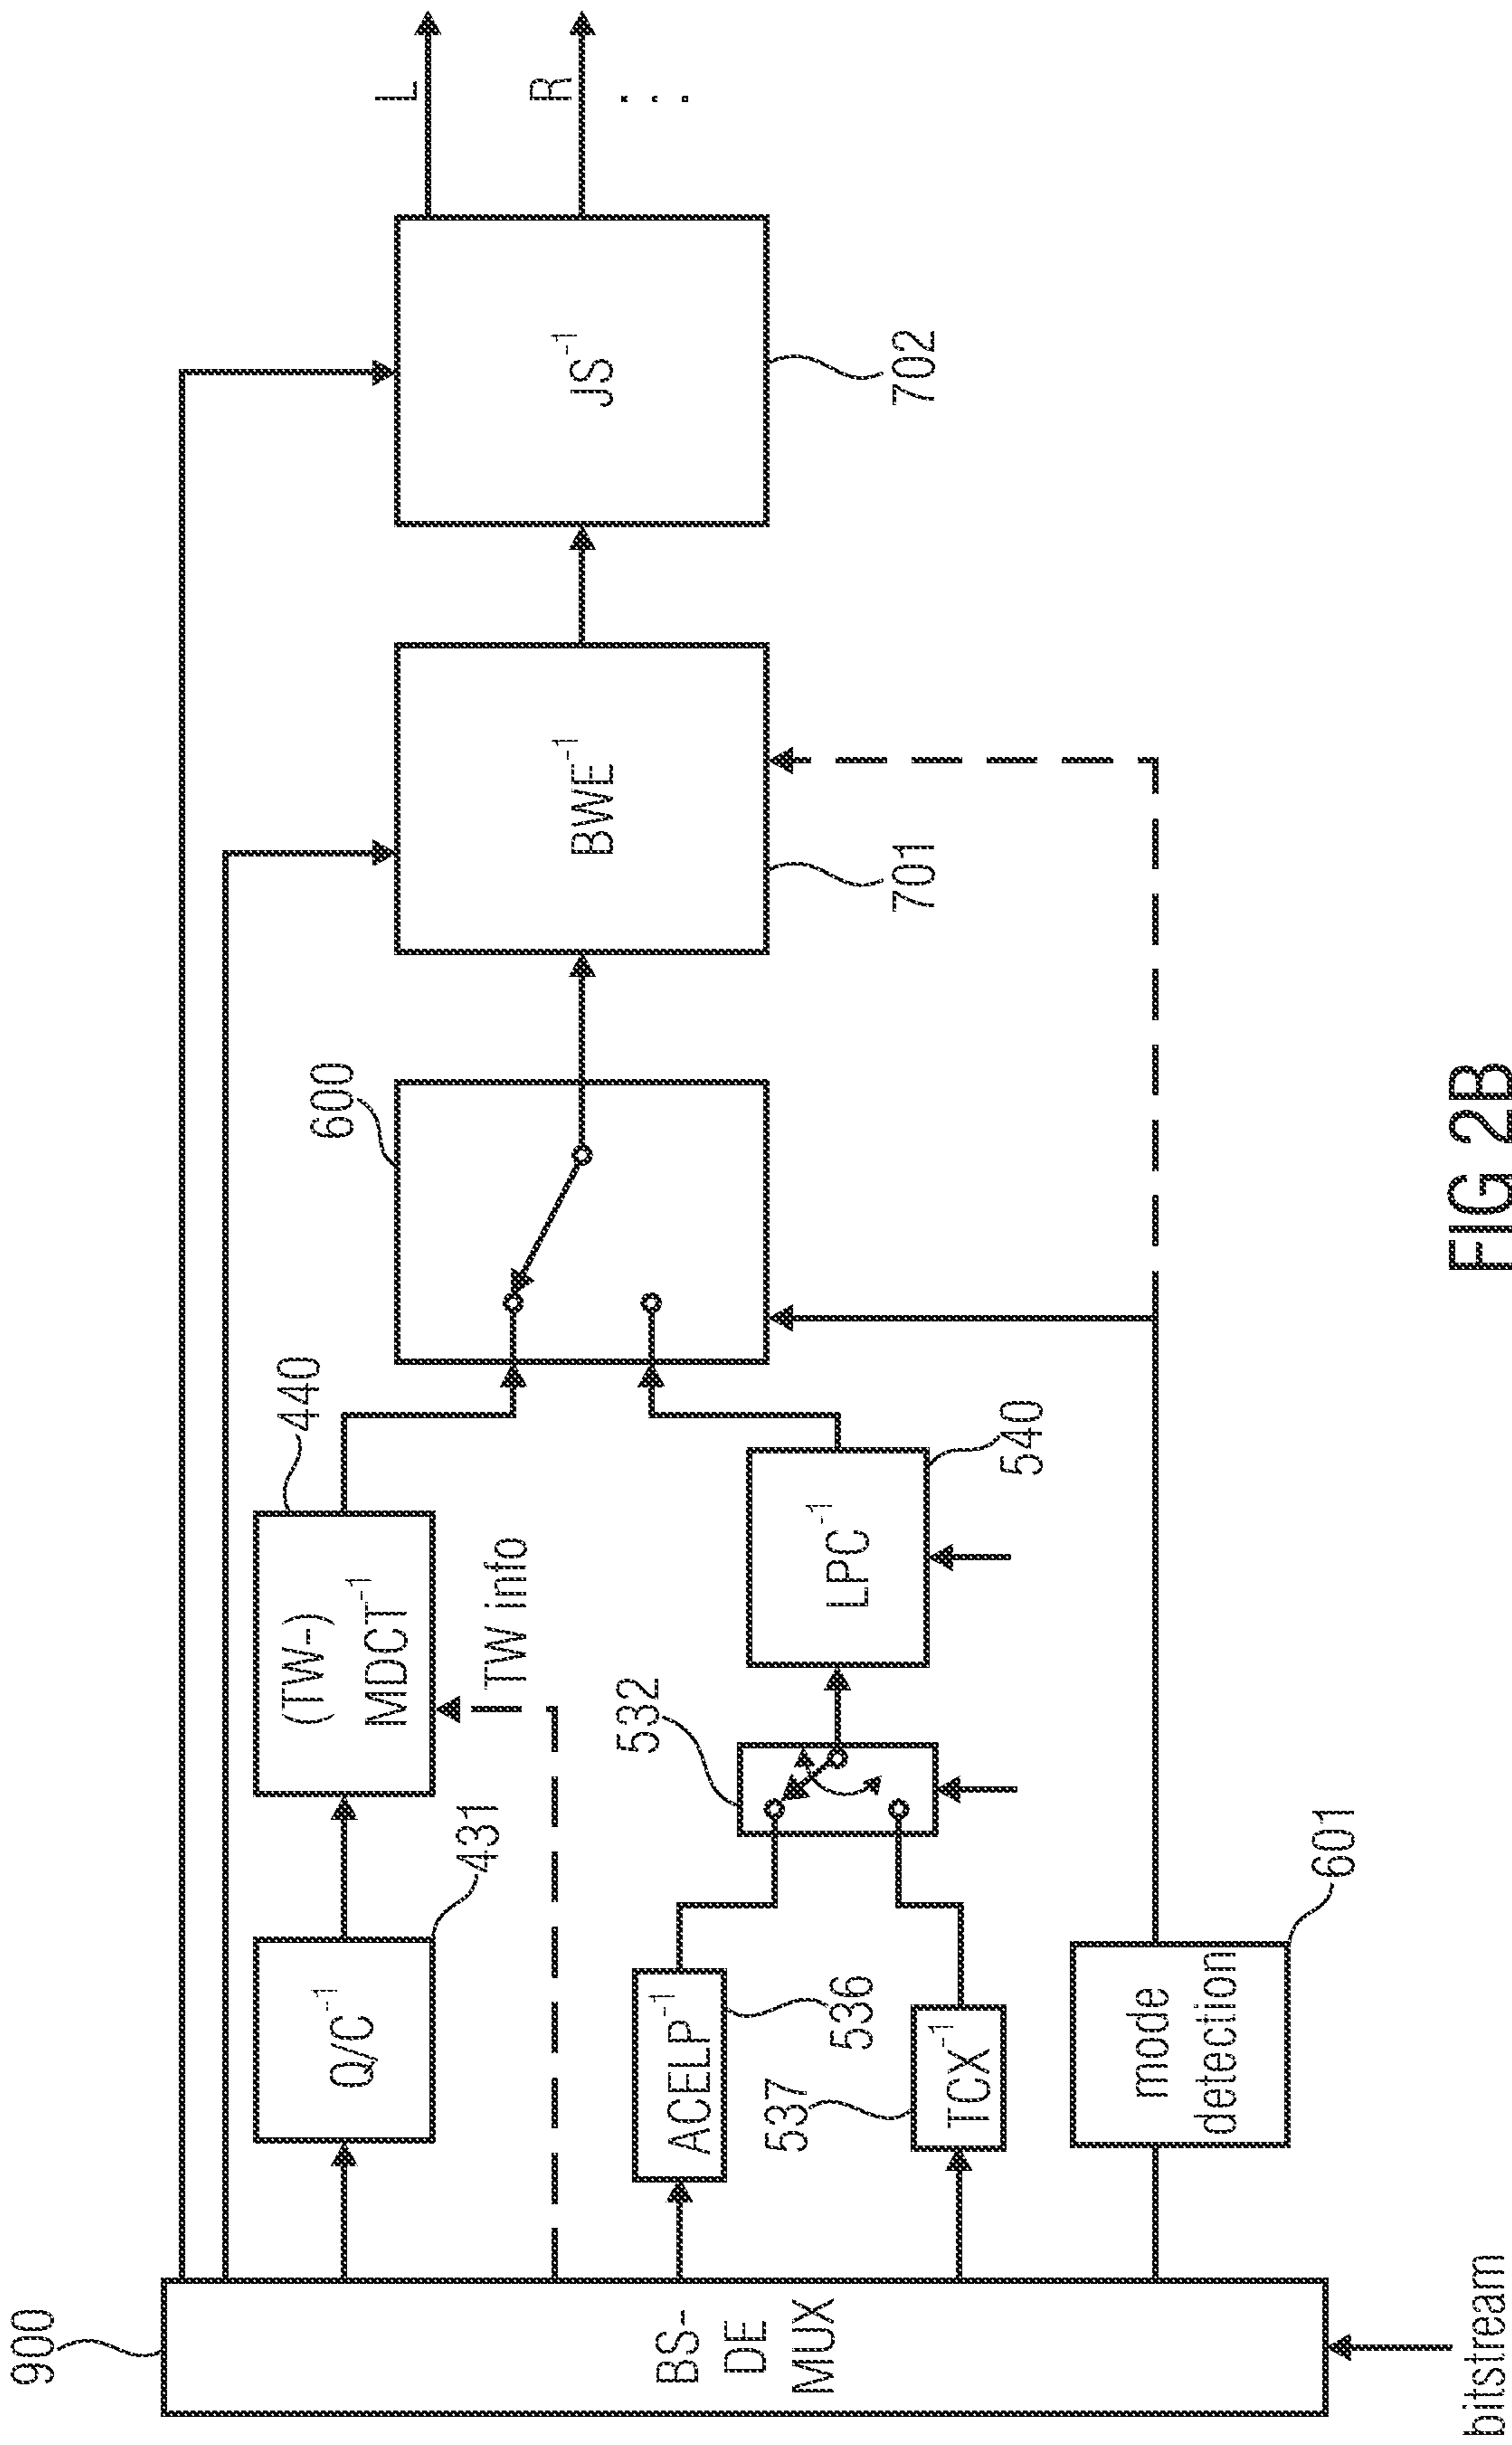 900
BS-
DE
MUX
bitstream
Q/C⁻¹
431
(TW-)
MDCT⁻¹
440
TW info
ACELP⁻¹
536
537
TCX⁻¹
532
LPC⁻¹
540
mode
detection
601
600
BWE⁻¹
701
JS⁻¹
702
L
R
...
FIG 2B